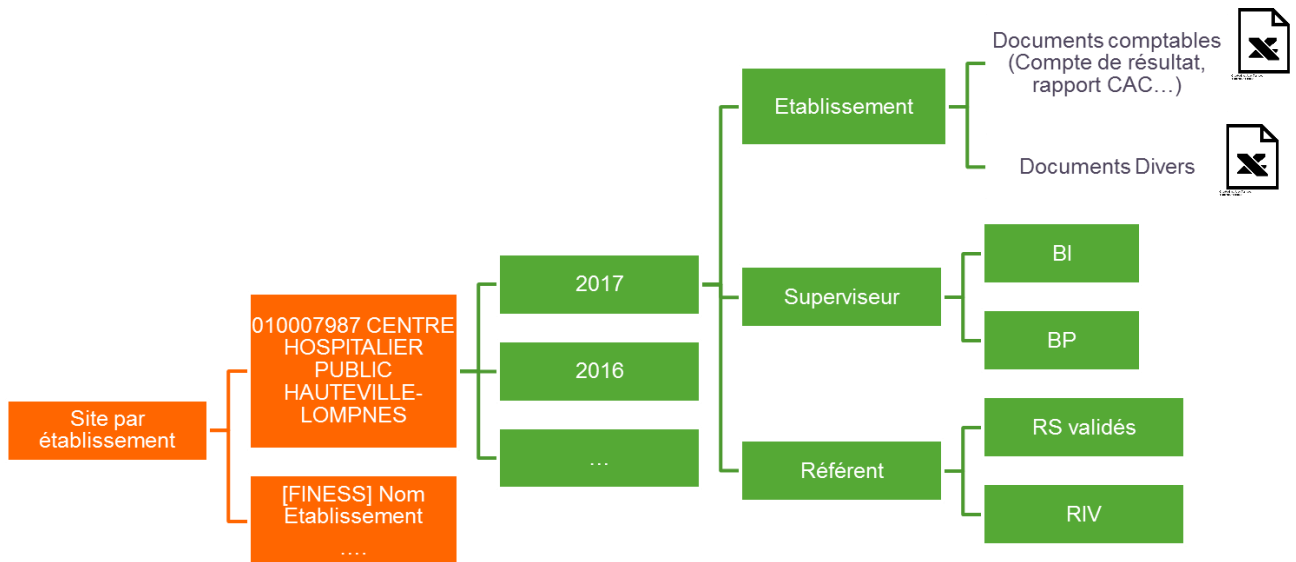 Site par
établissement
010007987 CENTRE
HOSPITALIER
PUBLIC
HAUTEVILLE-
LOMPNES
[FINESS] Nom
Etablissement
….
2017
2016
…
Etablissement
Superviseur
Référent
Documents comptables
(Compte de résultat,
rapport CAC…)
Documents Divers
BI
BP
RS validés
RIV